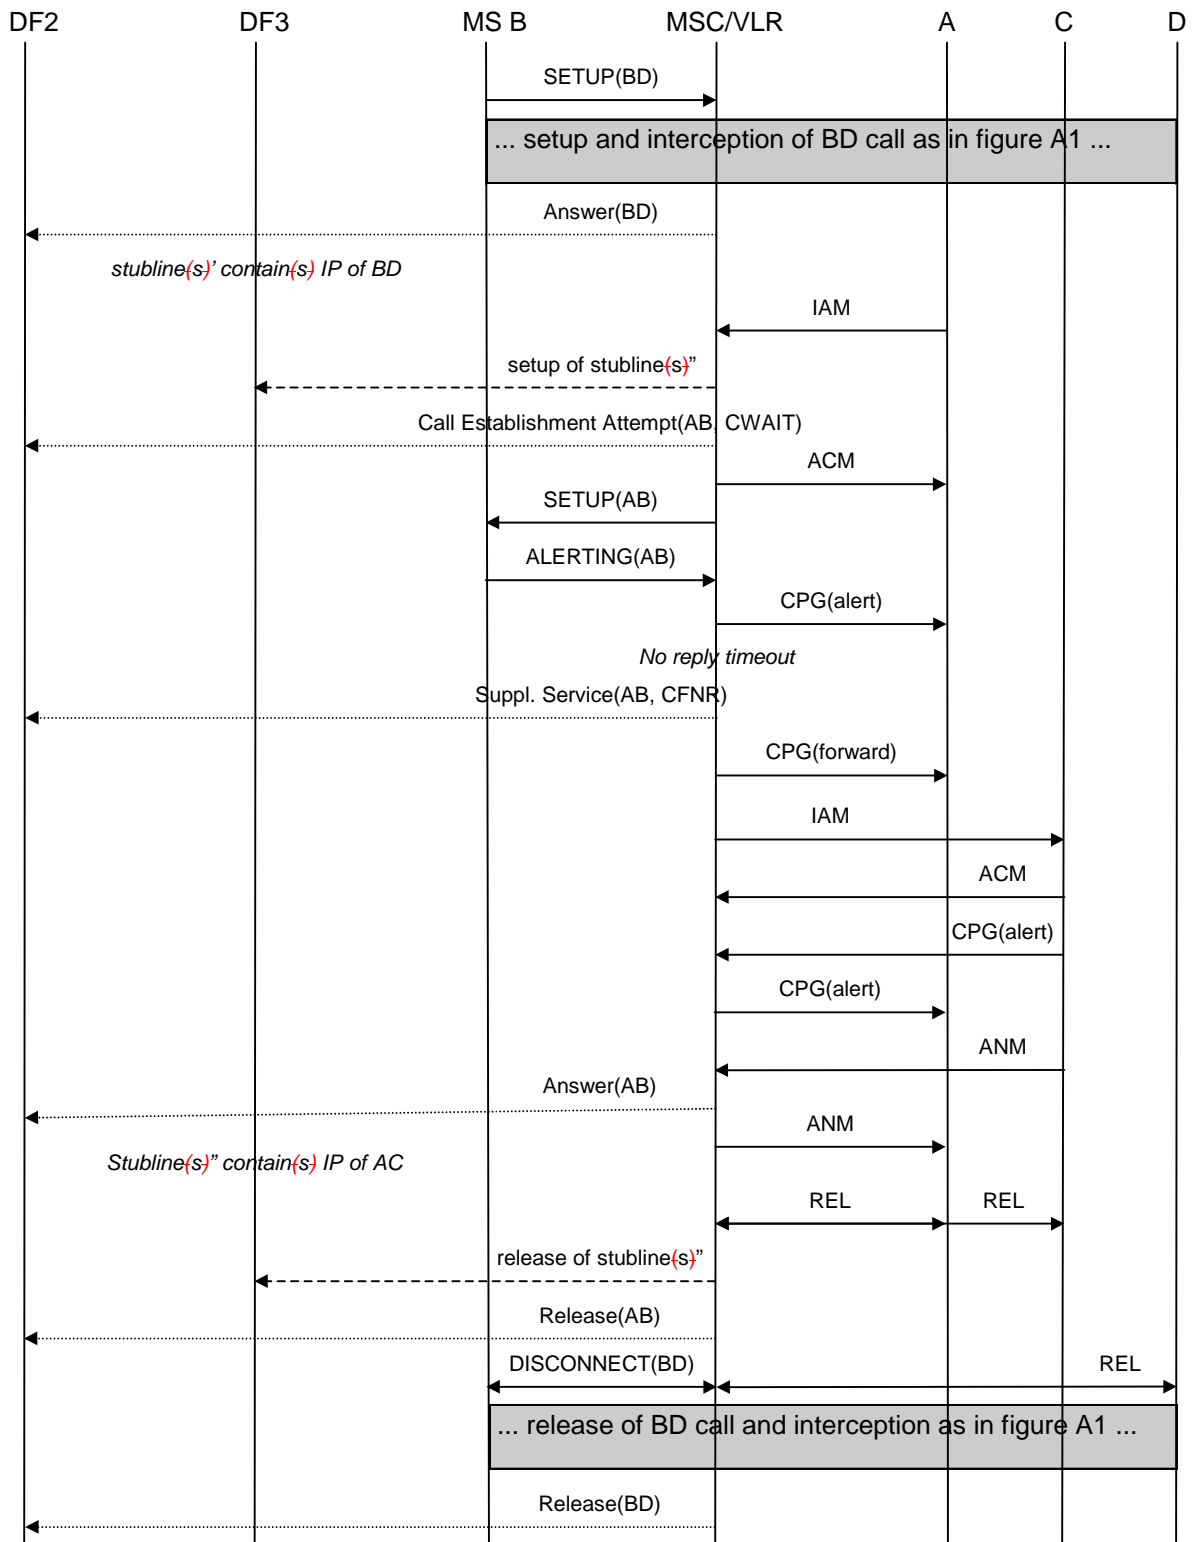 DF2 DF3 MS B MSC/VLR A C D
SETUP(BD)
... setup and interception of BD call as in figure A1 ...
Answer(BD)
stubline(s)’ contain(s) IP of BD
IAM
setup of stubline(s)”
Call Establishment Attempt(AB, CWAIT)
ACM
SETUP(AB)
ALERTING(AB)
CPG(alert)
No reply timeout
Suppl. Service(AB, CFNR)
CPG(forward)
IAM
ACM
CPG(alert)
CPG(alert)
ANM
Answer(AB)
ANM
Stubline(s)” contain(s) IP of AC
REL REL
release of stubline(s)”
Release(AB)
DISCONNECT(BD) REL
... release of BD call and interception as in figure A1 ...
Release(BD)